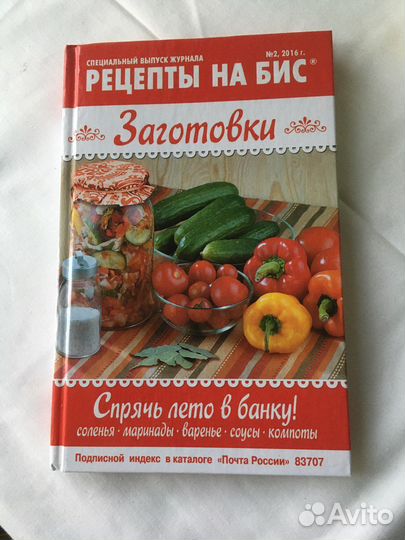 СПЕЦИАЛЬНЫЙ ВЫПУСК ЖУРНАЛА №2, 2016 г.
РЕЦЕПТЫ НА БИС®
Заготовки
Спрячь лето в банку!
соленья · маринады · варенье · соусы · компоты
Подписной индекс в каталоге «Почта России» 83707
Avito